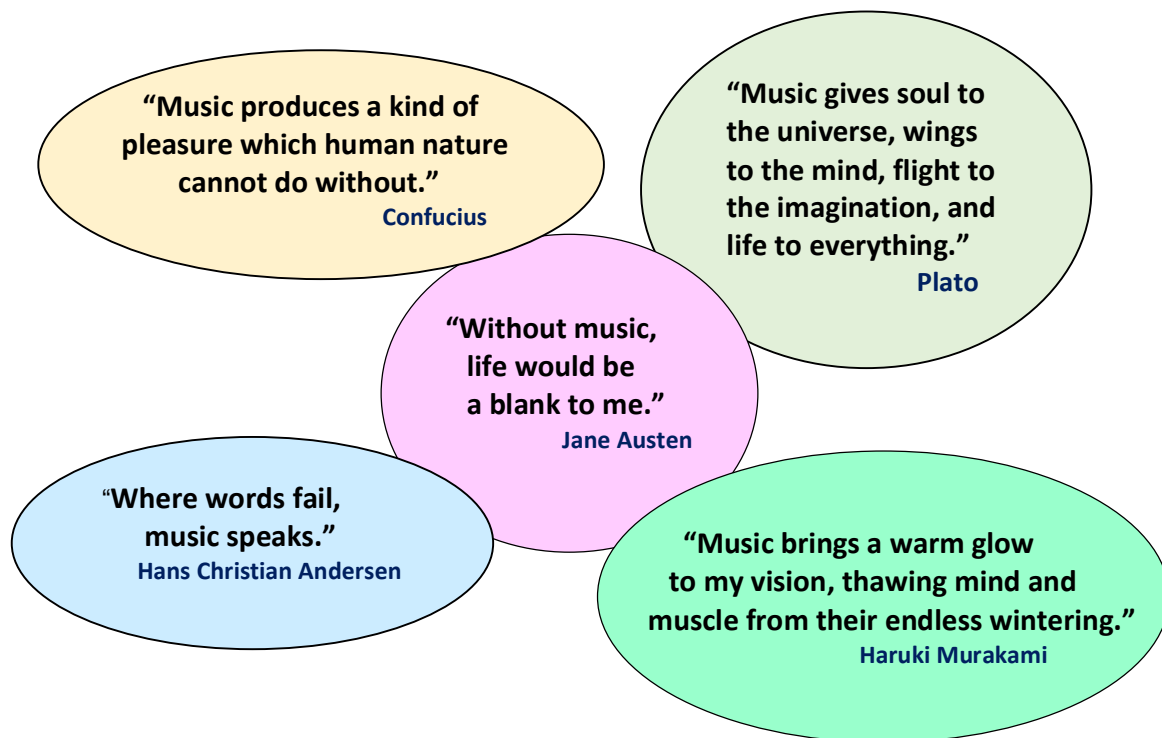 “Music produces a kind of
pleasure which human nature
cannot do without.”
Confucius
“Music gives soul to
the universe, wings
to the mind, flight to
the imagination, and
life to everything.”
Plato
“Without music,
life would be
a blank to me.”
Jane Austen
“Where words fail,
music speaks.”
Hans Christian Andersen
“Music brings a warm glow
to my vision, thawing mind and
muscle from their endless wintering.”
Haruki Murakami